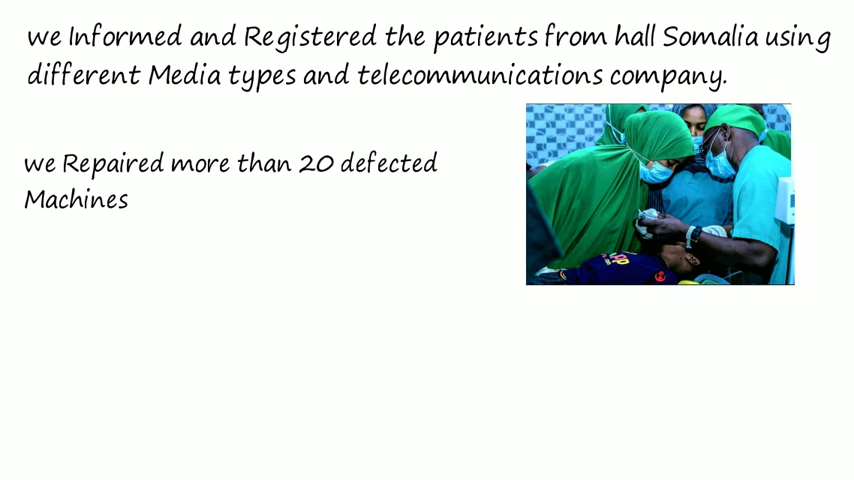 we Informed and Registered the patients from hall Somalia using
different Media types and telecommunications company.
we Repaired more than 20 defected
Machines